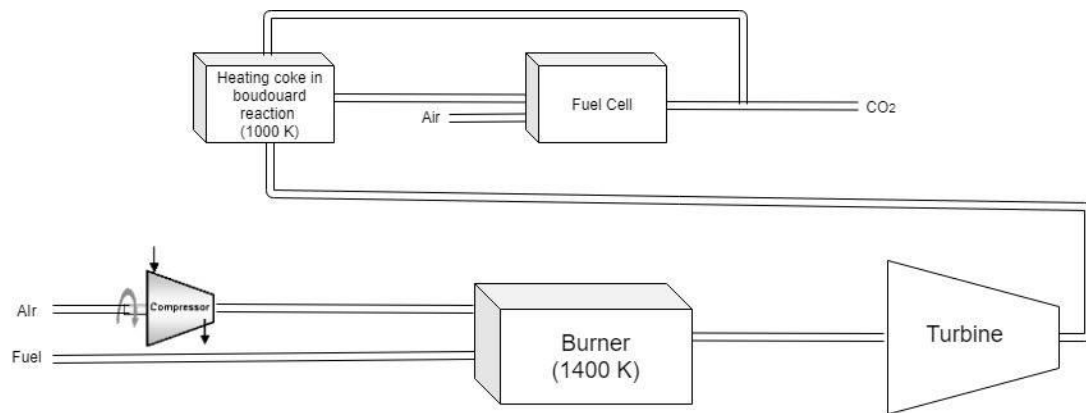 Heating coke in
boudouard
reaction
(1000 K)
Fuel Cell
Air
CO2
AIr
Compressor
Fuel
Burner
(1400 K)
Turbine